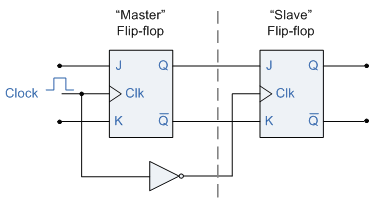 “Master” Flip-flop
“Slave” Flip-flop
J Q J Q
Clock Clk Clk
K Q̅ K Q̅